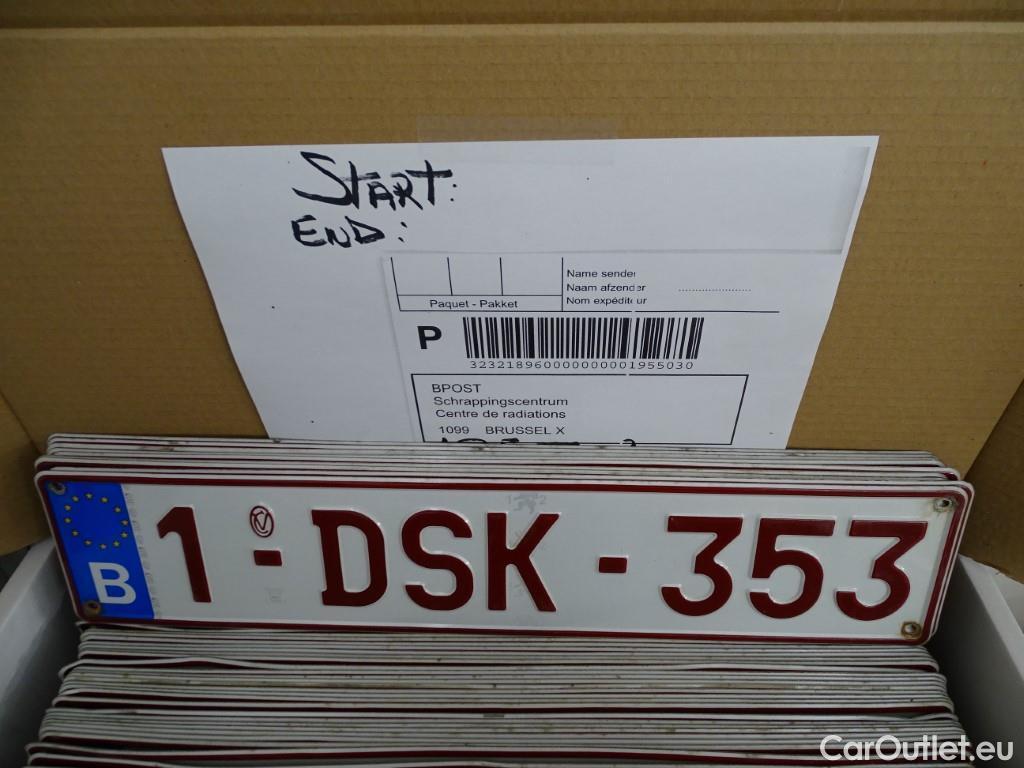 START:
END:
Name sender
Naam afzender ........................
Nom expéditeur
Paquet - Pakket
P
323218960000000001955030
BPOST
Schrappingscentrum
Centre de radiations
1099 BRUSSEL X
B 1-DSK-353
CarOutlet.eu